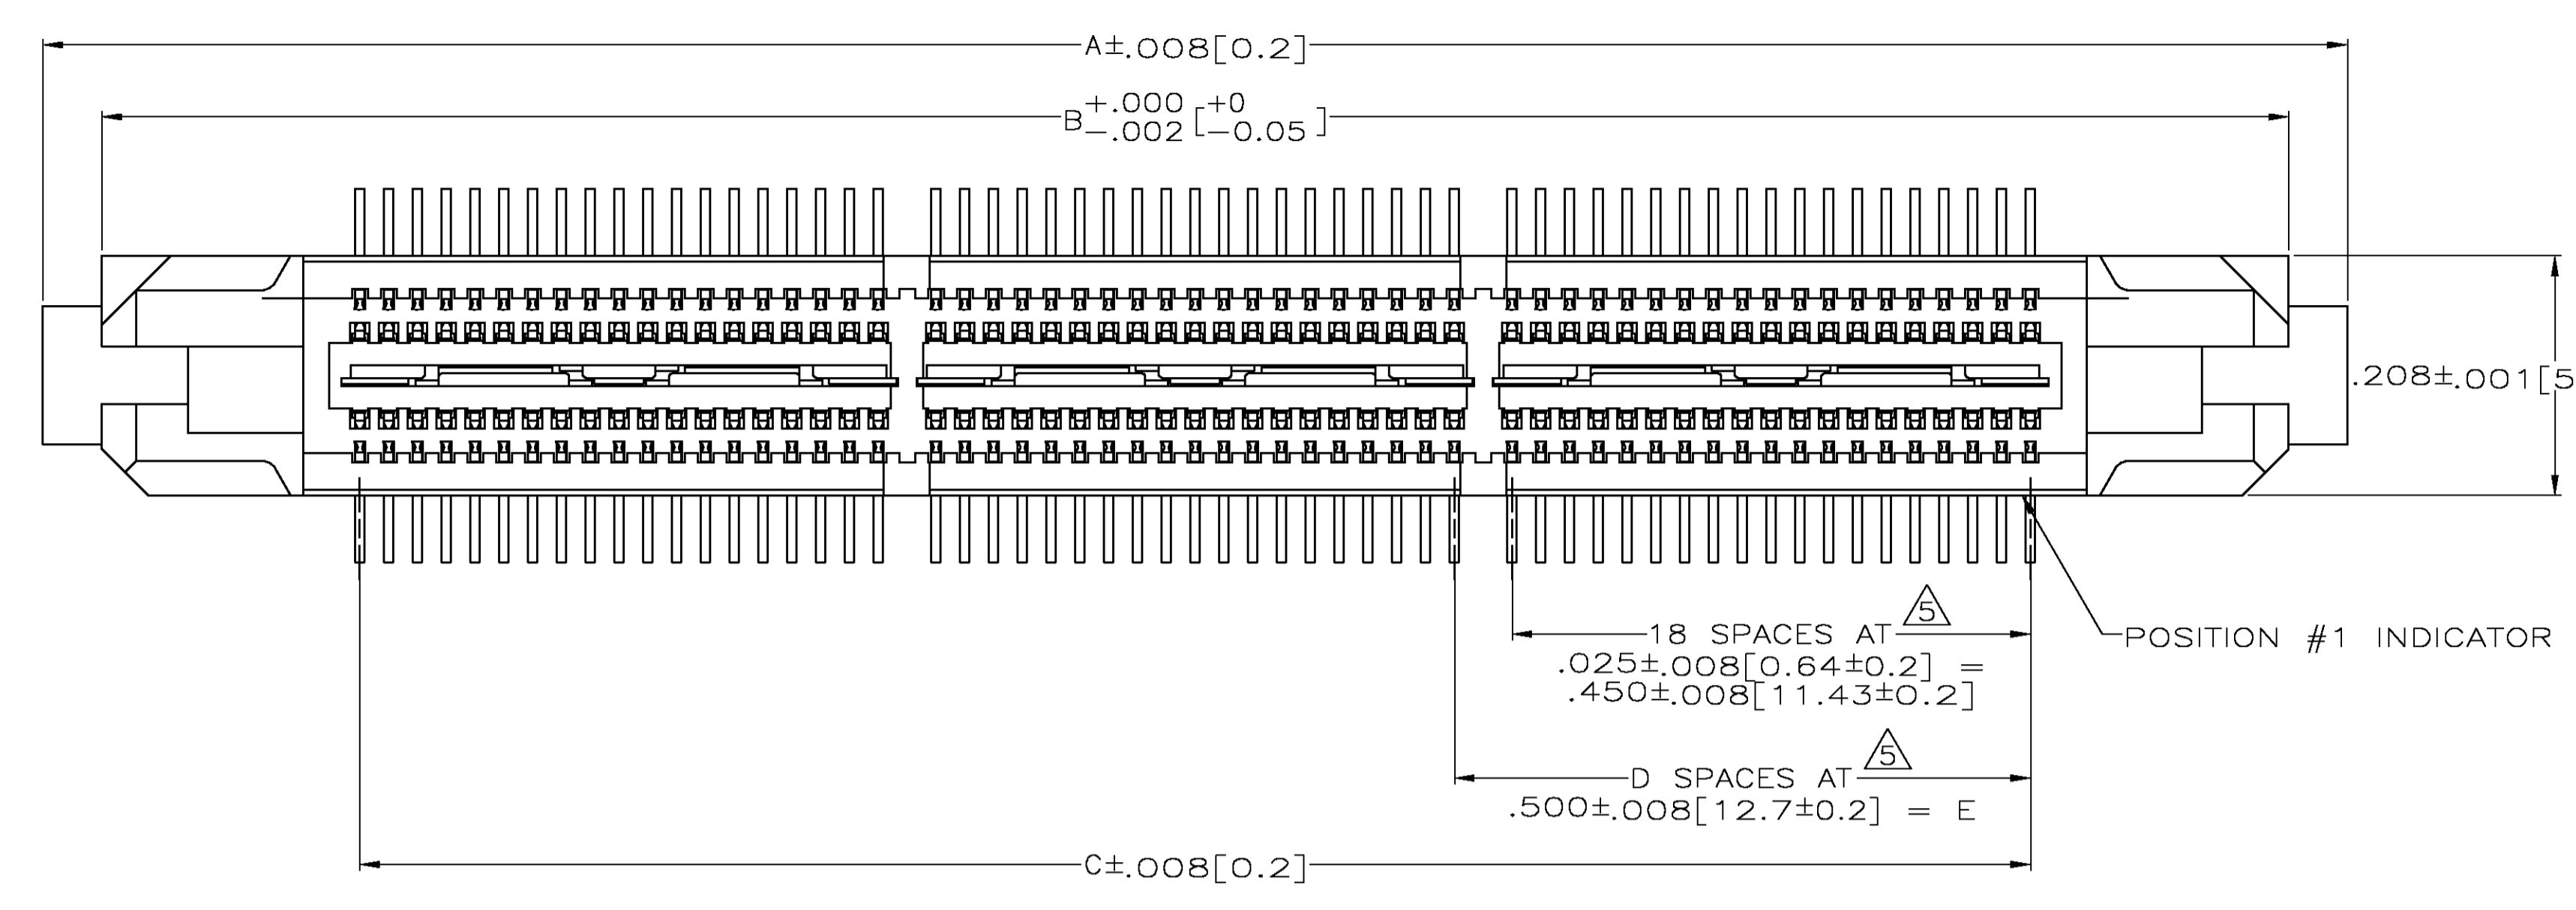 A±.008[0.2]
B+.000 -.002 [+0 -0.05]
.208±.001[5
5
18 SPACES AT
.025±.008[0.64±0.2] =
.450±.008[11.43±0.2]
POSITION #1 INDICATOR
5
D SPACES AT
.500±.008[12.7±0.2] = E
C±.008[0.2]